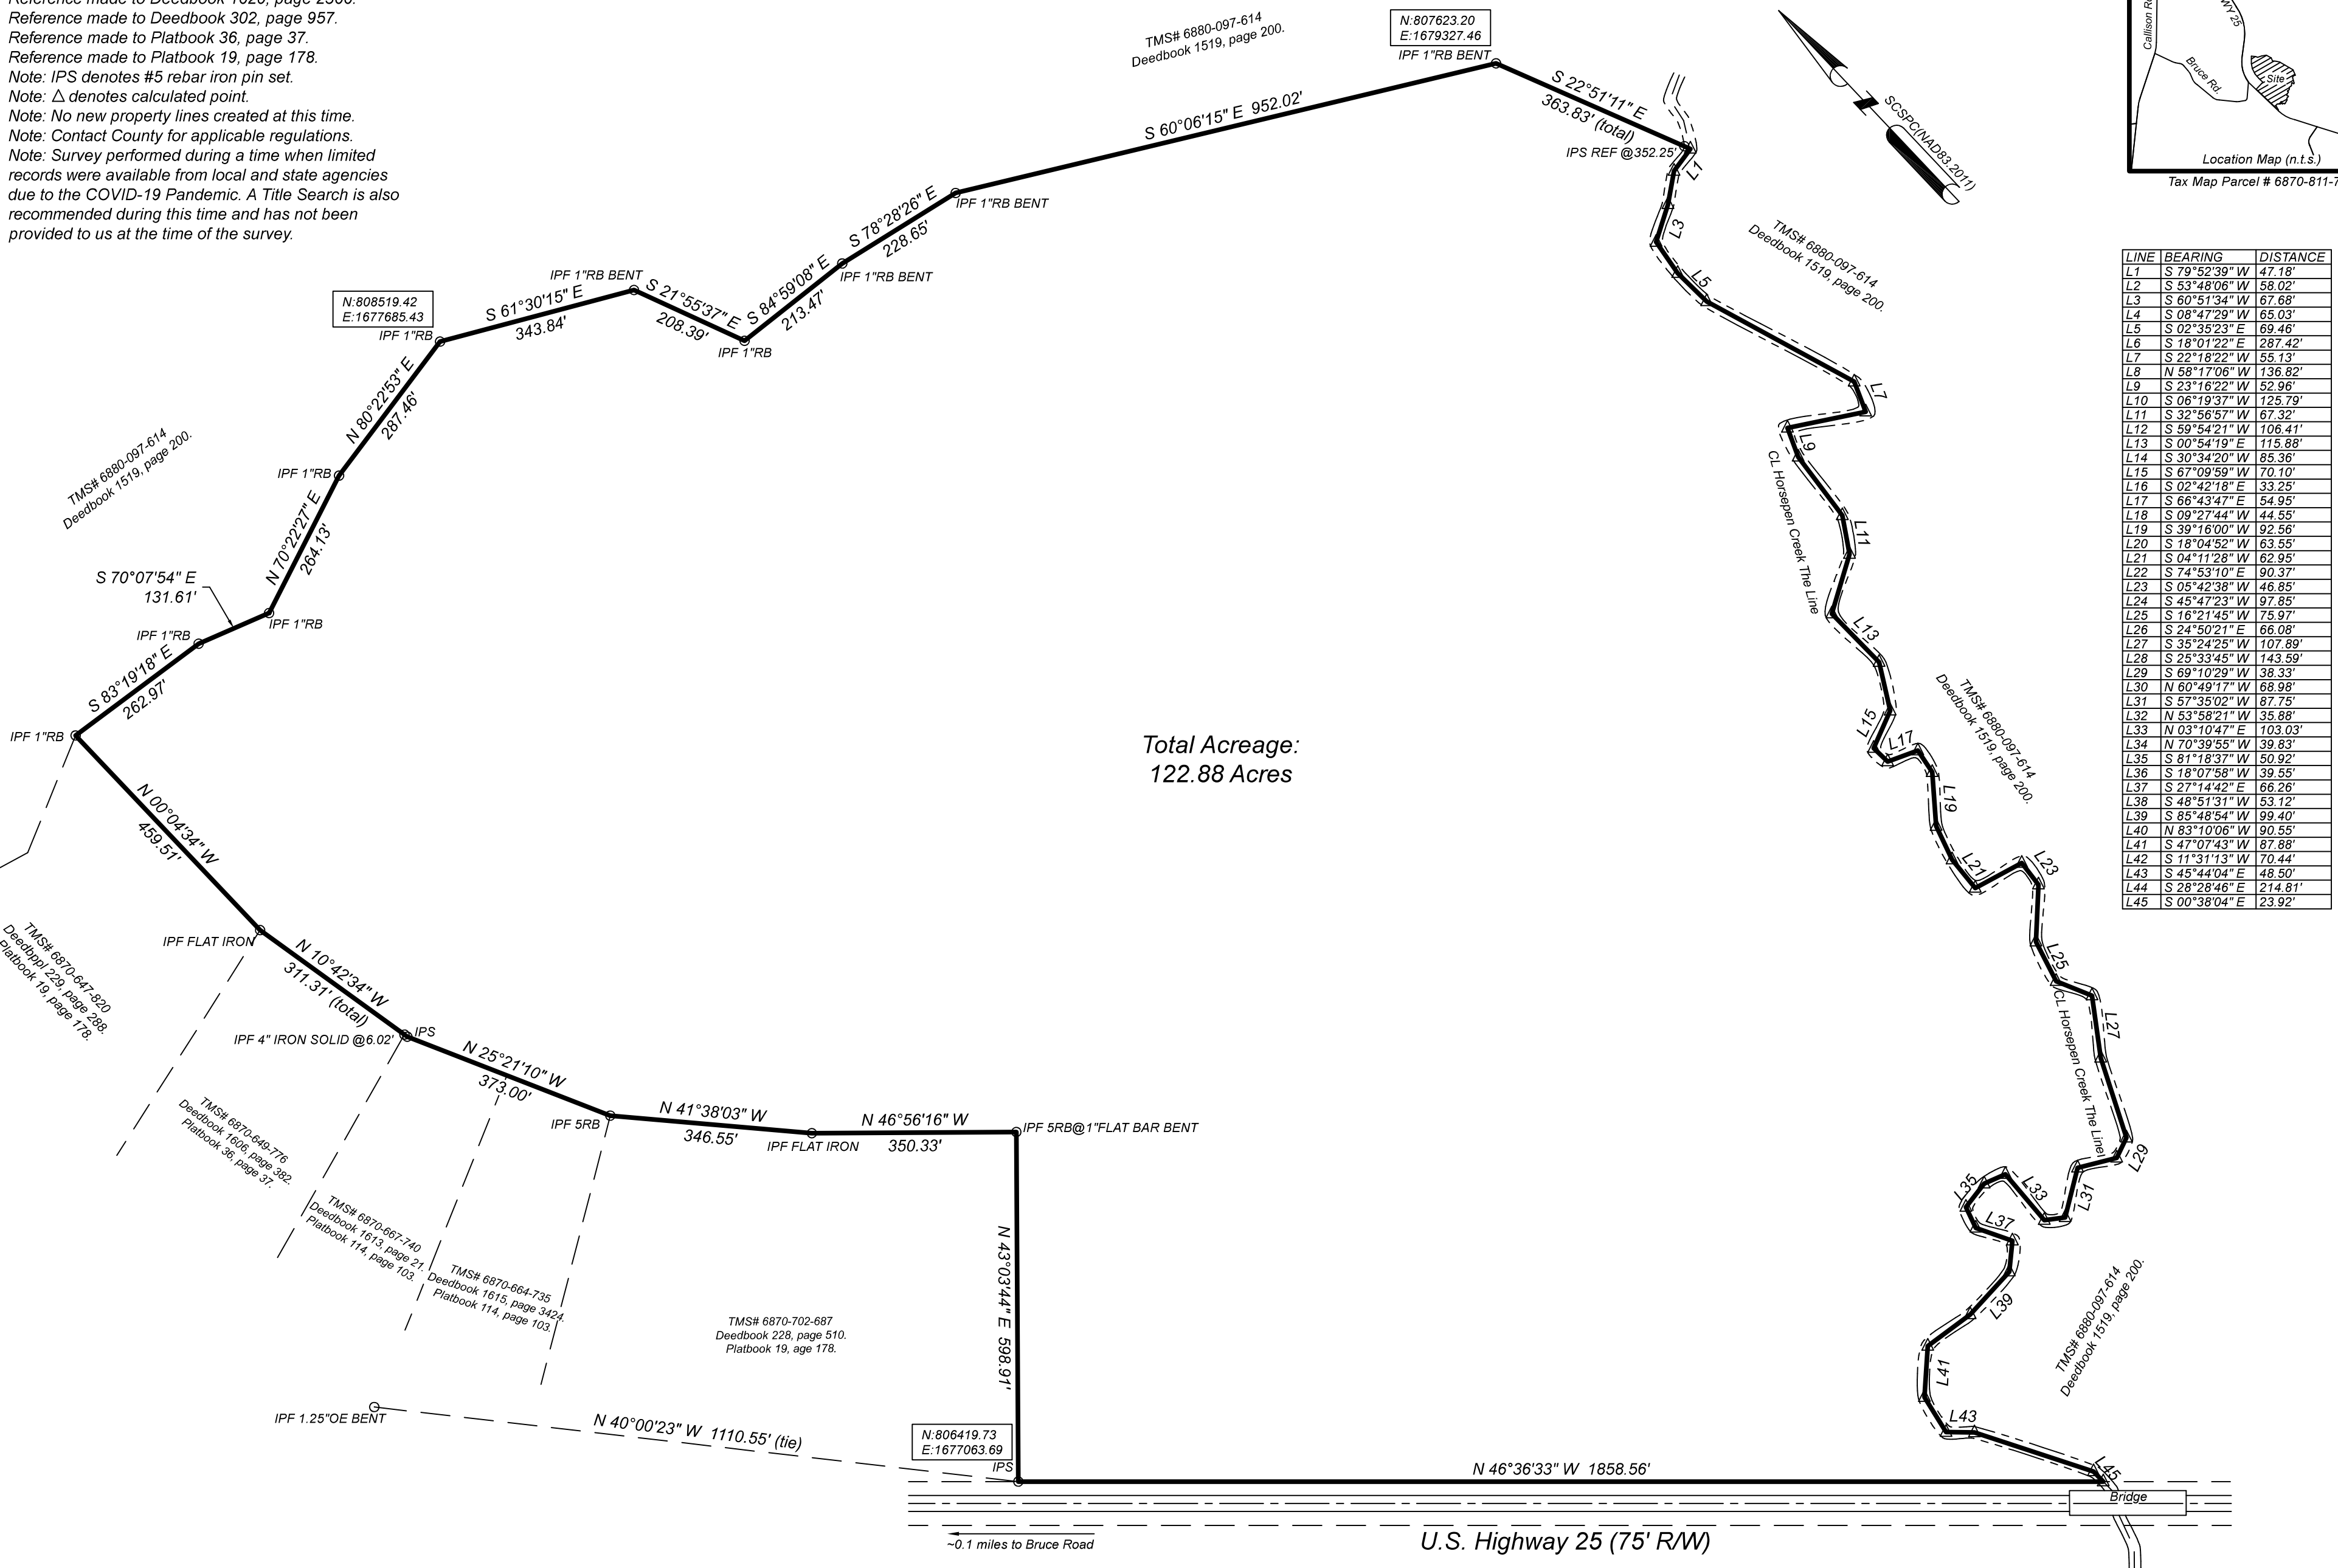 Reference made to Deedbook 302, page 957.
Reference made to Platbook 36, page 37.
Reference made to Platbook 19, page 178.
Note: IPS denotes #5 rebar iron pin set.
Note: △ denotes calculated point.
Note: No new property lines created at this time.
Note: Contact County for applicable regulations.
Note: Survey performed during a time when limited
records were available from local and state agencies
due to the COVID-19 Pandemic. A Title Search is also
recommended during this time and has not been
provided to us at the time of the survey.
TMS# 6880-097-614
Deedbook 1519, page 200.
N:807623.20
E:1679327.46
IPF 1"RB BENT
S 22°51'11" E
363.83' (total)
IPS REF @352.25'
S 60°06'15" E 952.02'
SCSPC(NAD83.2011)
N
Callison R
WY 25
Bruce Rd.
Site
Location Map (n.t.s.)
Tax Map Parcel # 6870-811-7
IPF 1"RB BENT
S 78°28'26" E
228.65'
IPF 1"RB BENT
S 84°59'08" E
213.47'
IPF 1"RB
S 21°55'37" E
208.39'
IPF 1"RB BENT
S 61°30'15" E
343.84'
N:808519.42
E:1677685.43
IPF 1"RB
N 80°22'53" E
287.46'
IPF 1"RB
N 70°22'27" E
264.13'
TMS# 6880-097-614
Deedbook 1519, page 200.
S 70°07'54" E
131.61'
IPF 1"RB
IPF 1"RB
S 83°19'18" E
262.97'
IPF 1"RB
N 00°04'34" W
459.51'
IPF FLAT IRON
TMS# 6870-647-820
Deedbppl 229, page 288.
Platbook 19, page 178.
N 10°42'34" W
311.31' (total)
IPF 4" IRON SOLID @6.02'
IPS
N 25°21'10" W
373.00'
IPF 5RB
N 41°38'03" W
346.55'
IPF FLAT IRON
N 46°56'16" W
350.33'
IPF 5RB@1"FLAT BAR BENT
TMS# 6870-649-776
Deedbook 1606, page 382.
Platbook 36, page 37.
TMS# 6870-667-740
Deedbook 1613, page 21.
Platbook 114, page 103.
TMS# 6870-664-735
Deedbook 1615, page 3424.
Platbook 114, page 103.
TMS# 6870-702-687
Deedbook 228, page 510.
Platbook 19, age 178.
N 43°03'44" E 598.91'
IPF 1.25"OE BENT
N 40°00'23" W 1110.55' (tie)
N:806419.73
E:1677063.69
IPS
N 46°36'33" W 1858.56'
Bridge
U.S. Highway 25 (75' R/W)
~0.1 miles to Bruce Road
Total Acreage:
122.88 Acres
L1
L3
TMS# 6880-097-614
Deedbook 1519, page 200.
L5
L7
L9
CL Horsepen Creek The Line
L11
L13
L15
L17
TMS# 6880-097-614
Deedbook 1519, page 200.
L19
L21
L23
L25
CL Horsepen Creek The Line
L27
L29
L31
L33
L35
L37
L39
TMS# 6880-097-614
Deedbook 1519, page 200.
L41
L43
L45
LINE BEARING DISTANCE
L1 S 79°52'39" W 47.18'
L2 S 53°48'06" W 58.02'
L3 S 60°51'34" W 67.68'
L4 S 08°47'29" W 65.03'
L5 S 02°35'23" E 69.46'
L6 S 18°01'22" E 287.42'
L7 S 22°18'22" W 55.13'
L8 N 58°17'06" W 136.82'
L9 S 23°16'22" W 52.96'
L10 S 06°19'37" W 125.79'
L11 S 32°56'57" W 67.32'
L12 S 59°54'21" W 106.41'
L13 S 00°54'19" E 115.88'
L14 S 30°34'20" W 85.36'
L15 S 67°09'59" W 70.10'
L16 S 02°42'18" E 33.25'
L17 S 66°43'47" E 54.95'
L18 S 09°27'44" W 44.55'
L19 S 39°16'00" W 92.56'
L20 S 18°04'52" W 63.55'
L21 S 04°11'28" W 62.95'
L22 S 74°53'10" E 90.37'
L23 S 05°42'38" W 46.85'
L24 S 45°47'23" W 97.85'
L25 S 16°21'45" W 75.97'
L26 S 24°50'21" E 66.08'
L27 S 35°24'25" W 107.89'
L28 S 25°33'45" W 143.59'
L29 S 69°10'29" W 38.33'
L30 N 60°49'17" W 68.98'
L31 S 57°35'02" W 87.75'
L32 N 53°58'21" W 35.88'
L33 N 03°10'47" E 103.03'
L34 N 70°39'55" W 39.83'
L35 S 81°18'37" W 50.92'
L36 S 18°07'58" W 39.55'
L37 S 27°14'42" E 66.26'
L38 S 48°51'31" W 53.12'
L39 S 85°48'54" W 99.40'
L40 N 83°10'06" W 90.55'
L41 S 47°07'43" W 87.88'
L42 S 11°31'13" W 70.44'
L43 S 45°44'04" E 48.50'
L44 S 28°28'46" E 214.81'
L45 S 00°38'04" E 23.92'